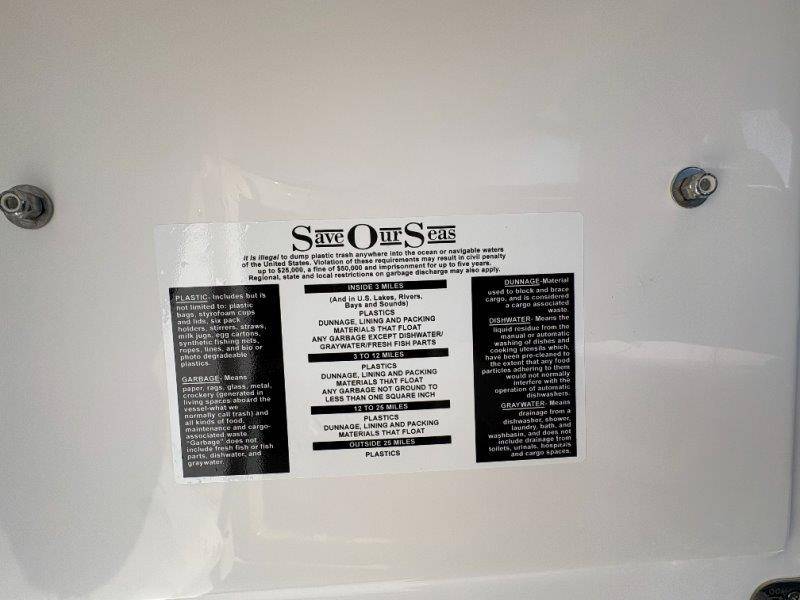 Save Our Seas
It is illegal to dump plastic trash anywhere into the ocean or navigable waters
of the United States. Violation of these requirements may result in civil penalty
up to $25,000, a fine of $50,000 and imprisonment for up to five years.
Regional, state and local restrictions on garbage discharge may also apply.
PLASTIC- Includes but is
not limited to: plastic
bags, styrofoam cups
and lids, six pack
holders, stirrers, straws,
milk jugs, egg cartons,
synthetic fishing nets,
ropes, lines, and bio or
photo degradeable
plastics
GARBAGE- Means
paper, rags, glass, metal,
crockery (generated in
living spaces aboard the
vessel-what we
normally call trash) and
all kinds of food,
maintenance and cargo-
associated waste.
"Garbage" does not
include fresh fish or fish
parts, dishwater, and
graywater.
INSIDE 3 MILES
(And in U.S. Lakes, Rivers,
Bays and Sounds)
PLASTICS
DUNNAGE, LINING AND PACKING
MATERIALS THAT FLOAT
ANY GARBAGE EXCEPT DISHWATER/
GRAYWATER/FRESH FISH PARTS
3 TO 12 MILES
PLASTICS
DUNNAGE, LINING AND PACKING
MATERIALS THAT FLOAT
ANY GARBAGE NOT GROUND TO
LESS THAN ONE SQUARE INCH
12 TO 25 MILES
PLASTICS
DUNNAGE, LINING AND PACKING
MATERIALS THAT FLOAT
OUTSIDE 25 MILES
PLASTICS
DUNNAGE-Material
used to block and brace
cargo, and is considered
a cargo associated
waste.
DISHWATER- Means the
liquid residue from the
manual or automatic
washing of dishes and
cooking utensils which,
have been pre-cleaned to
the extent that any food
particles adhering to them
would not normally
interfere with the
operation of automatic
dishwashers.
GRAYWATER- Means
drainage from a
dishwasher, shower,
laundry, bath, and
washbasin, and does not
include drainage from
toilets, urinals, hospitals
and cargo spaces.